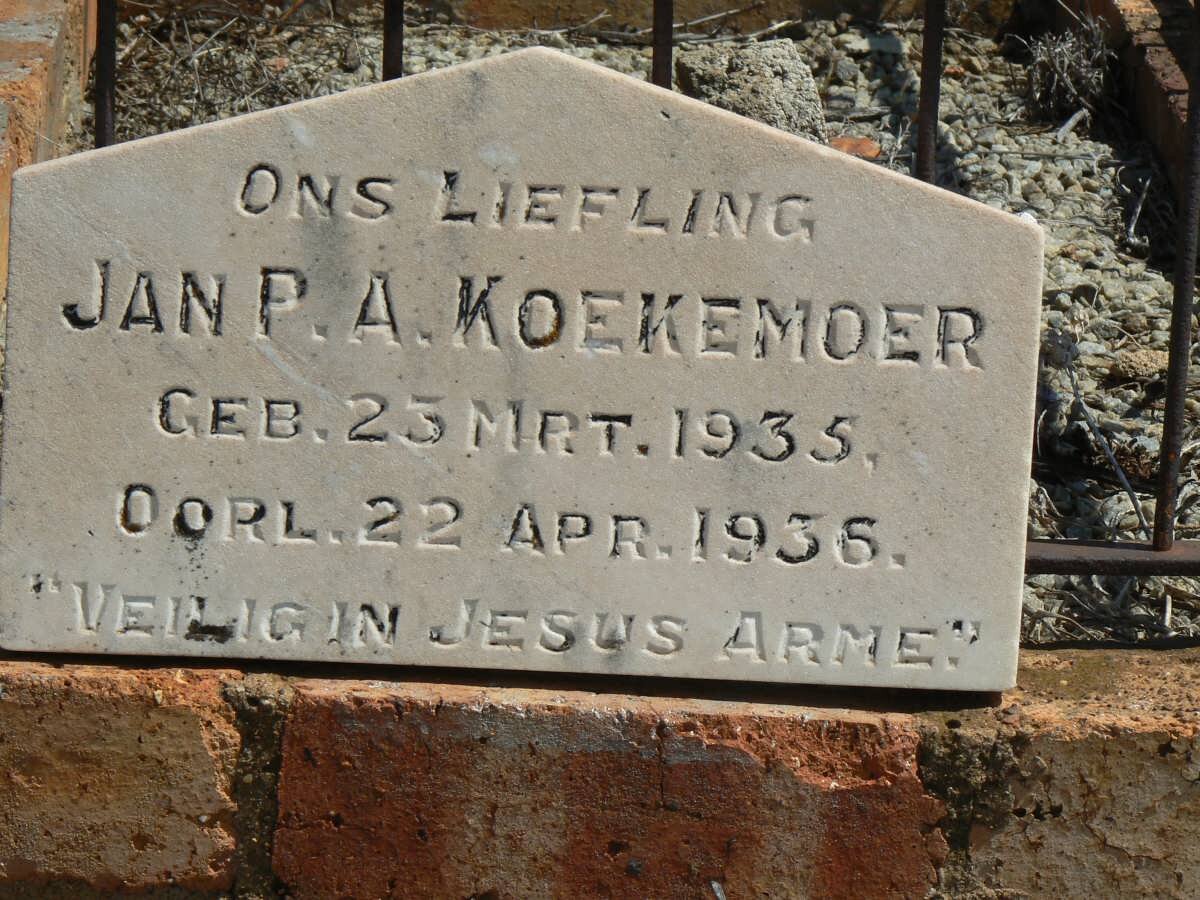 ONS LIEFLING
JAN P. A. KOEKEMOER
GEB. 23 MRT. 1935.
OORL. 22 APR. 1936.
"VEILIG IN JESUS ARME."